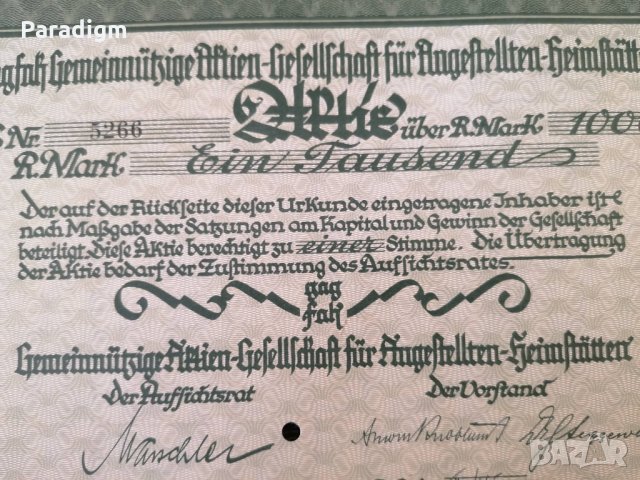 Paradigm
gagfah Gemeinnützige Aktien-Gesellschaft für Angestellten-Heimstätten
Nr. 5266 Aktie über R.Mark 100
R.Mark Ein Tausend
Der auf der Rückseite dieser Urkunde eingetragene Inhaber ist
nach Maßgabe der Satzungen am Kapital und Gewinn der Gesellschaft
beteiligt. Diese Aktie berechtigt zu einer Stimme. Die Übertragung
der Aktie bedarf der Zustimmung des Aufsichtsrates.
gag
fah
Gemeinnützige Aktien-Gesellschaft für Angestellten-Heimstätten
Der Aufsichtsrat Der Vorstand
BAZAR